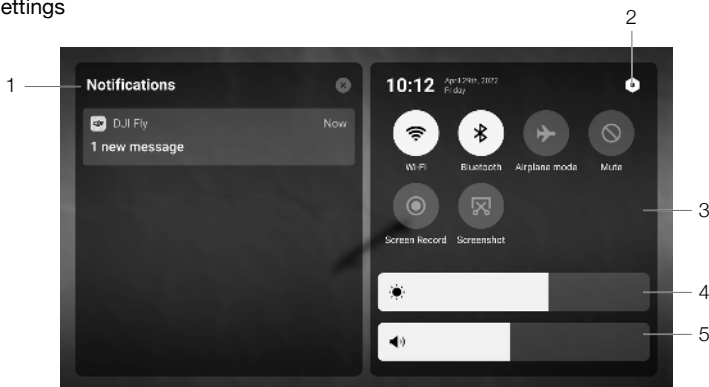 ettings
2
1
Notifications
DJI Fly
Now
1 new message
10:12
April 29th, 2022
Friday
Wi-Fi
Bluetooth
Airplane mode
Mute
3
Screen Record
Screenshot
4
5